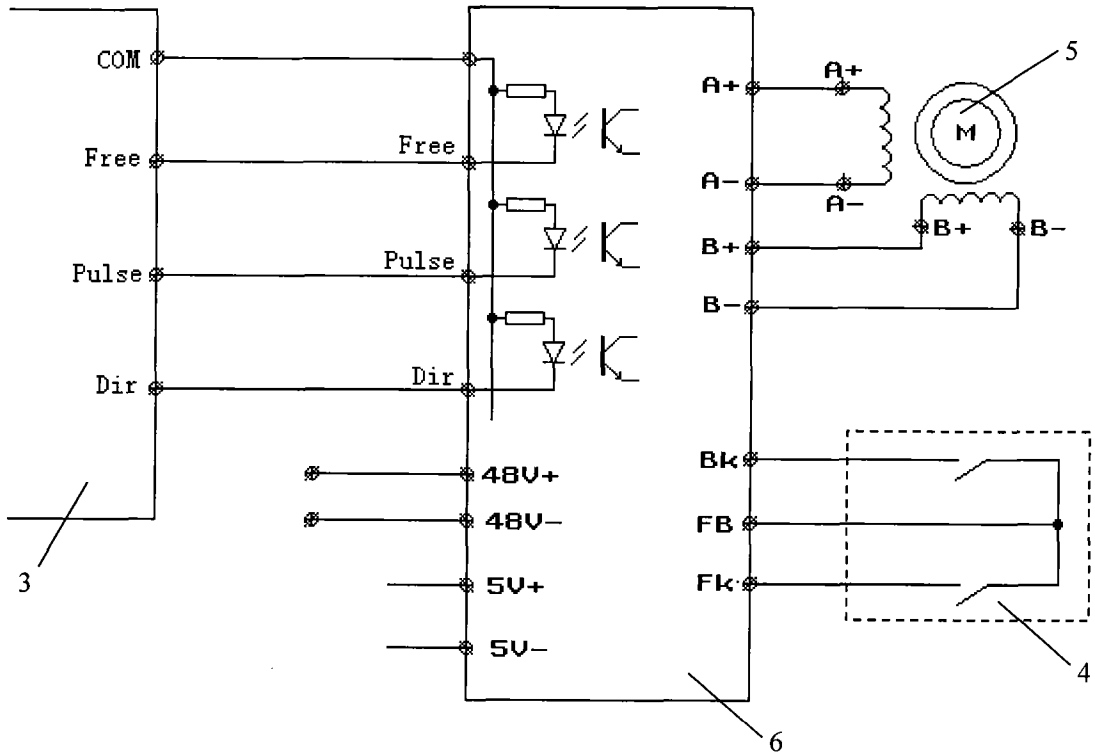 COM
Free
Pulse
Dir
3
Free
Pulse
Dir
48V+
48V-
5V+
5V-
A+
A-
B+
B-
Bk
FB
Fk
6
A+
A-
M
5
B+
B-
4